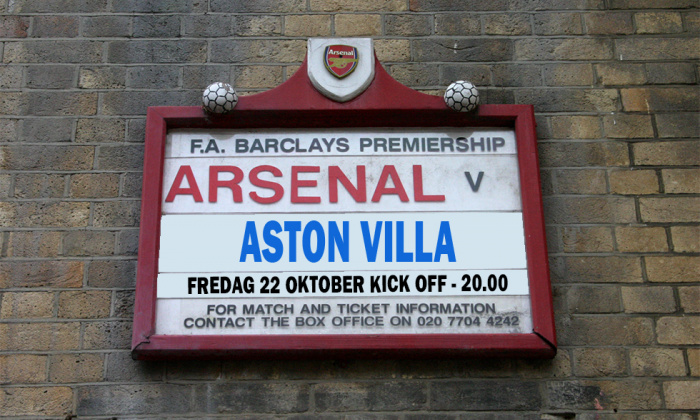 Arsenal
F.A. BARCLAYS PREMIERSHIP
ARSENAL V
ASTON VILLA
FREDAG 22 OKTOBER KICK OFF - 20.00
FOR MATCH AND TICKET INFORMATION
CONTACT THE BOX OFFICE ON 020 7704 4242